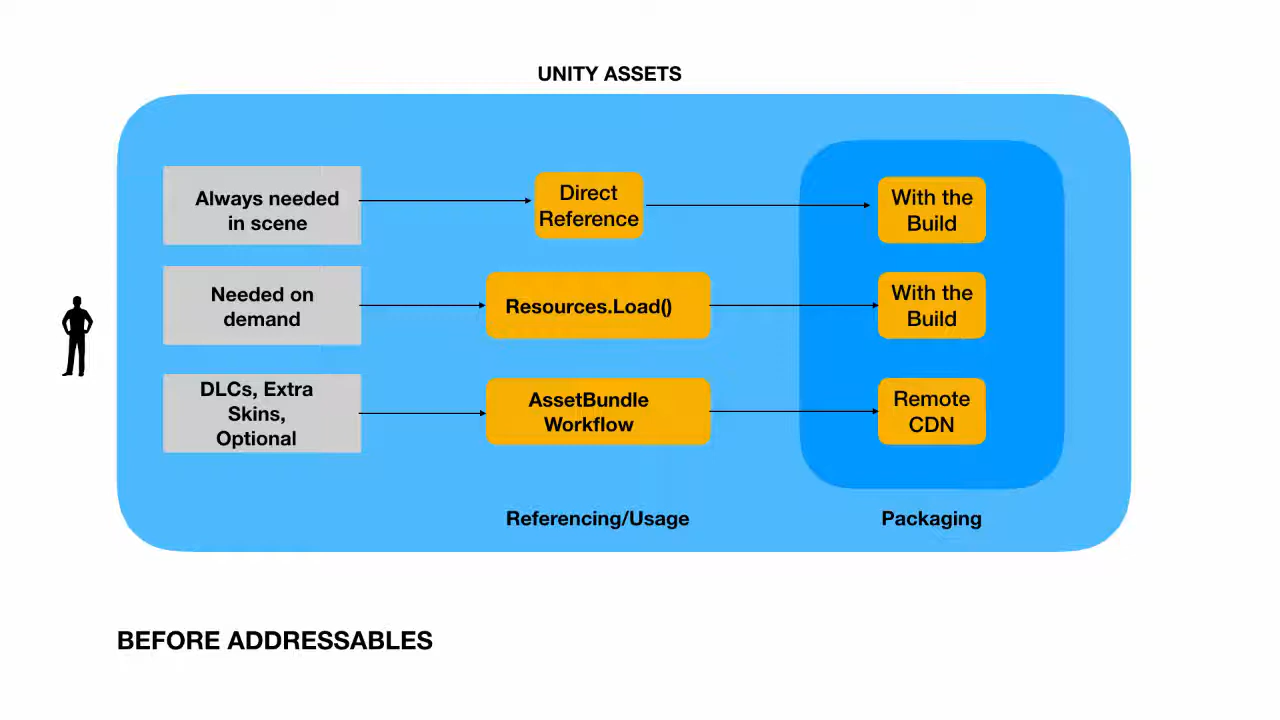 UNITY ASSETS
Always needed
in scene
Direct
Reference
With the
Build
Needed on
demand
Resources.Load()
With the
Build
DLCs, Extra
Skins,
Optional
AssetBundle
Workflow
Remote
CDN
Referencing/Usage
Packaging
BEFORE ADDRESSABLES